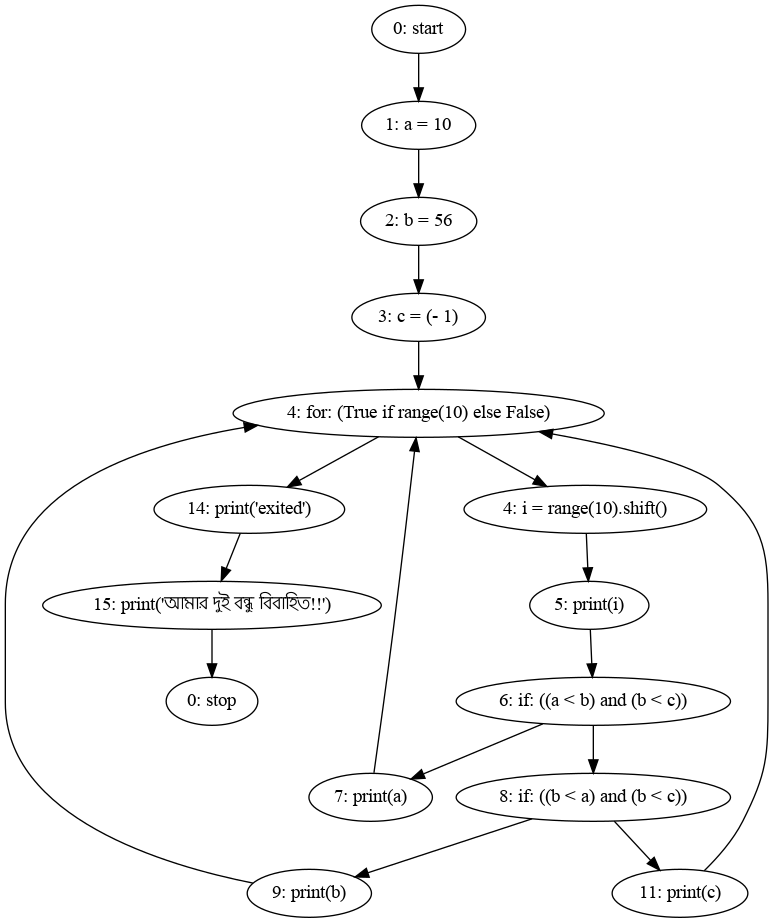 0: start
1: a = 10
2: b = 56
3: c = (- 1)
4: for: (True if range(10) else False)
14: print('exited')
4: i = range(10).shift()
15: print('আমার দুই বন্ধু বিবাহিত!!')
5: print(i)
0: stop
6: if: ((a < b) and (b < c))
7: print(a)
8: if: ((b < a) and (b < c))
9: print(b)
11: print(c)